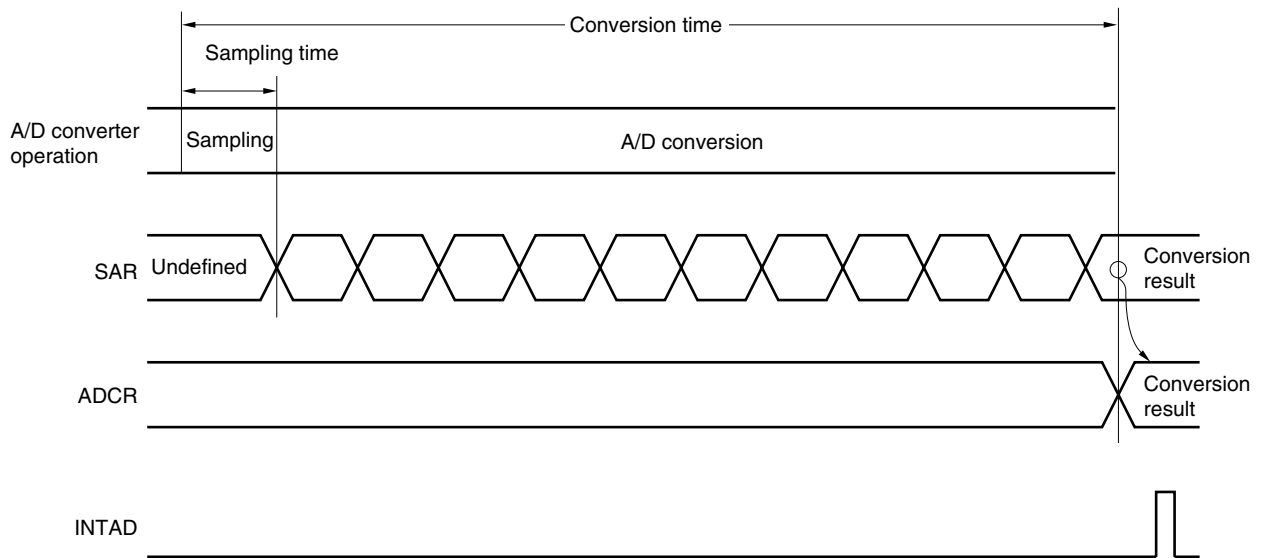 Conversion time
Sampling time
A/D converter
operation
Sampling
A/D conversion
SAR
Undefined
Conversion
result
ADCR
Conversion
result
INTAD